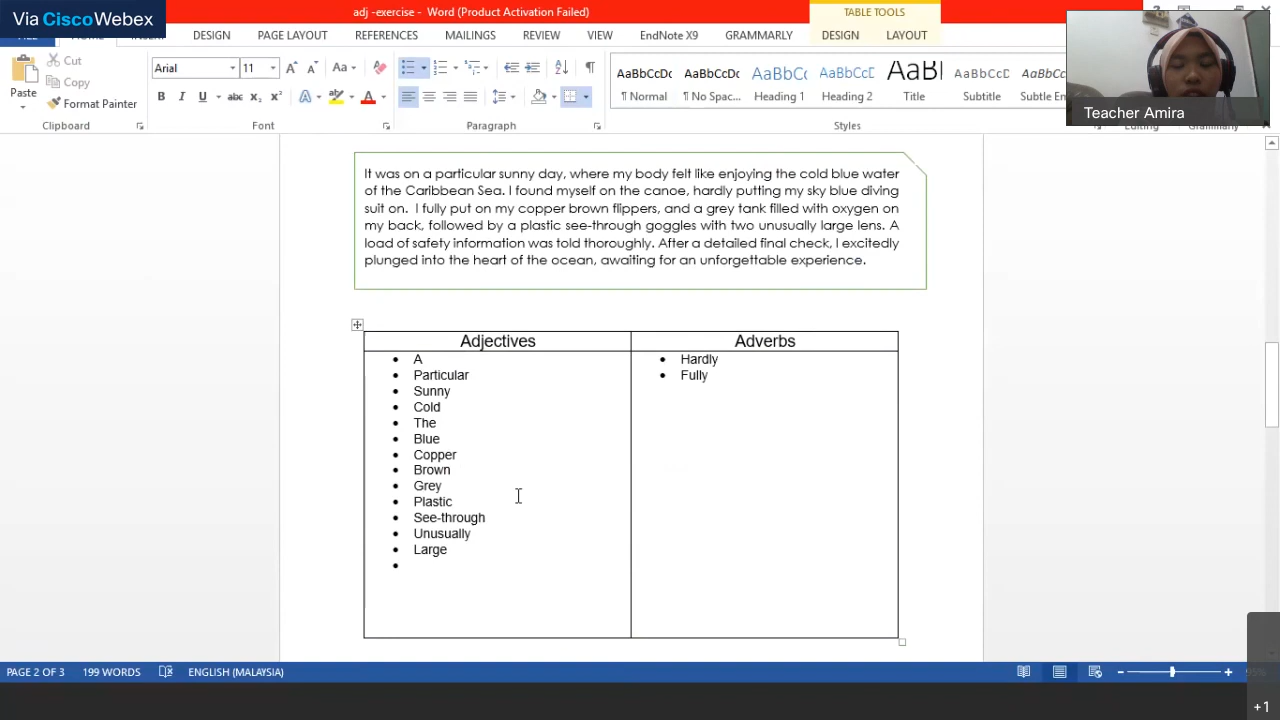 Via Cisco Webex
adj -exercise - Word (Product Activation Failed)
TABLE TOOLS
DESIGN PAGE LAYOUT REFERENCES MAILINGS REVIEW VIEW EndNote X9 GRAMMARLY DESIGN LAYOUT
Cut
Copy
Format Painter
Paste
Clipboard
Arial 11
Font
Paragraph
AaBbCcDc AaBbCcDc AaBbCc AaBbCcDc AaBl AaBbCcDc AaBbCcDc
¶ Normal ¶ No Spac... Heading 1 Heading 2 Title Subtitle Subtle En
Styles
Editing Grammarly
Teacher Amira
It was on a particular sunny day, where my body felt like enjoying the cold blue water
of the Caribbean Sea. I found myself on the canoe, hardly putting my sky blue diving
suit on. I fully put on my copper brown flippers, and a grey tank filled with oxygen on
my back, followed by a plastic see-through goggles with two unusually large lens. A
load of safety information was told thoroughly. After a detailed final check, I excitedly
plunged into the heart of the ocean, awaiting for an unforgettable experience.
Adjectives
• A
• Particular
• Sunny
• Cold
• The
• Blue
• Copper
• Brown
• Grey
• Plastic
• See-through
• Unusually
• Large
•
Adverbs
• Hardly
• Fully
PAGE 2 OF 3 199 WORDS ENGLISH (MALAYSIA)
+1